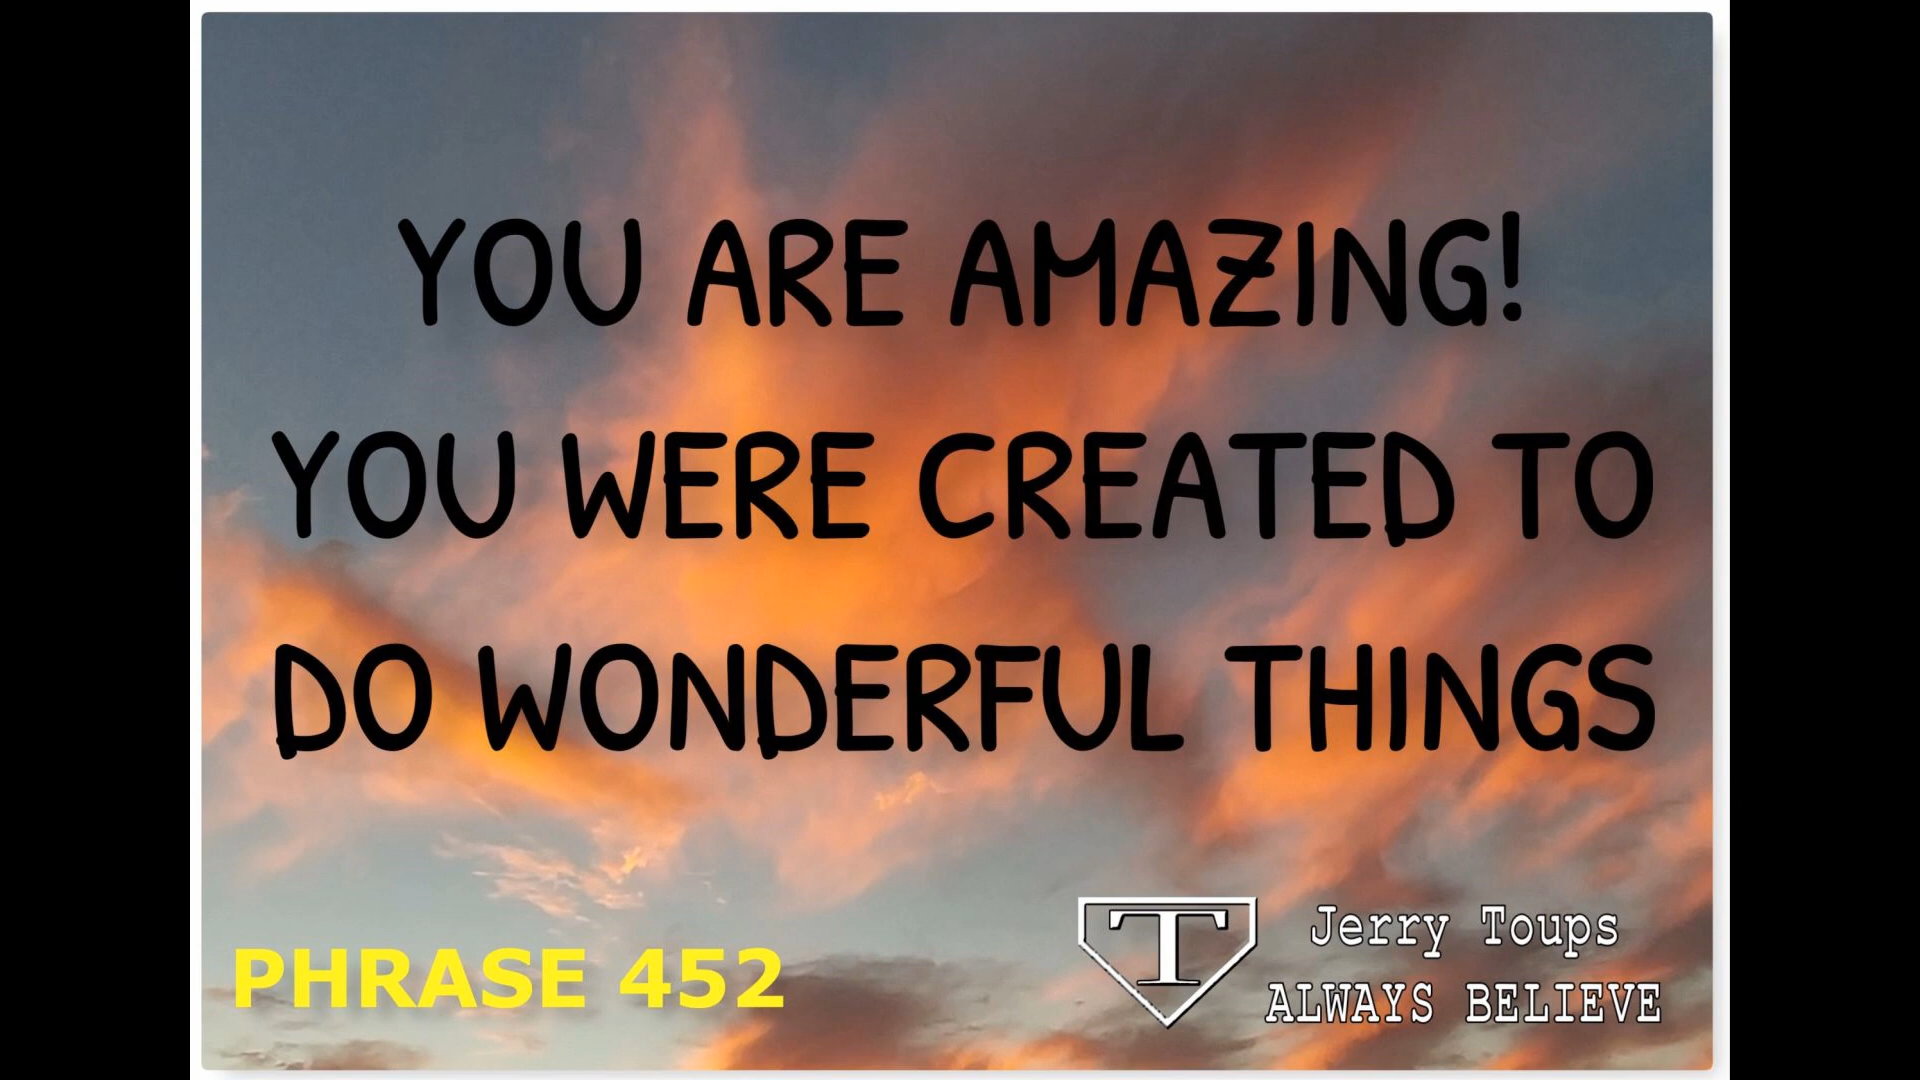 YOU ARE AMAZING!
YOU WERE CREATED TO
DO WONDERFUL THINGS
PHRASE 452
T
Jerry Toups
ALWAYS BELIEVE